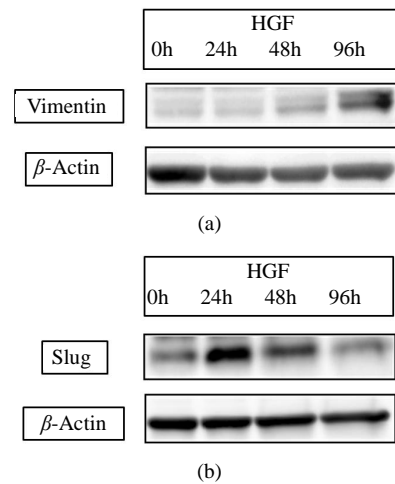 HGF
0h 24h 48h 96h
Vimentin
β-Actin
(a)
HGF
0h 24h 48h 96h
Slug
β-Actin
(b)